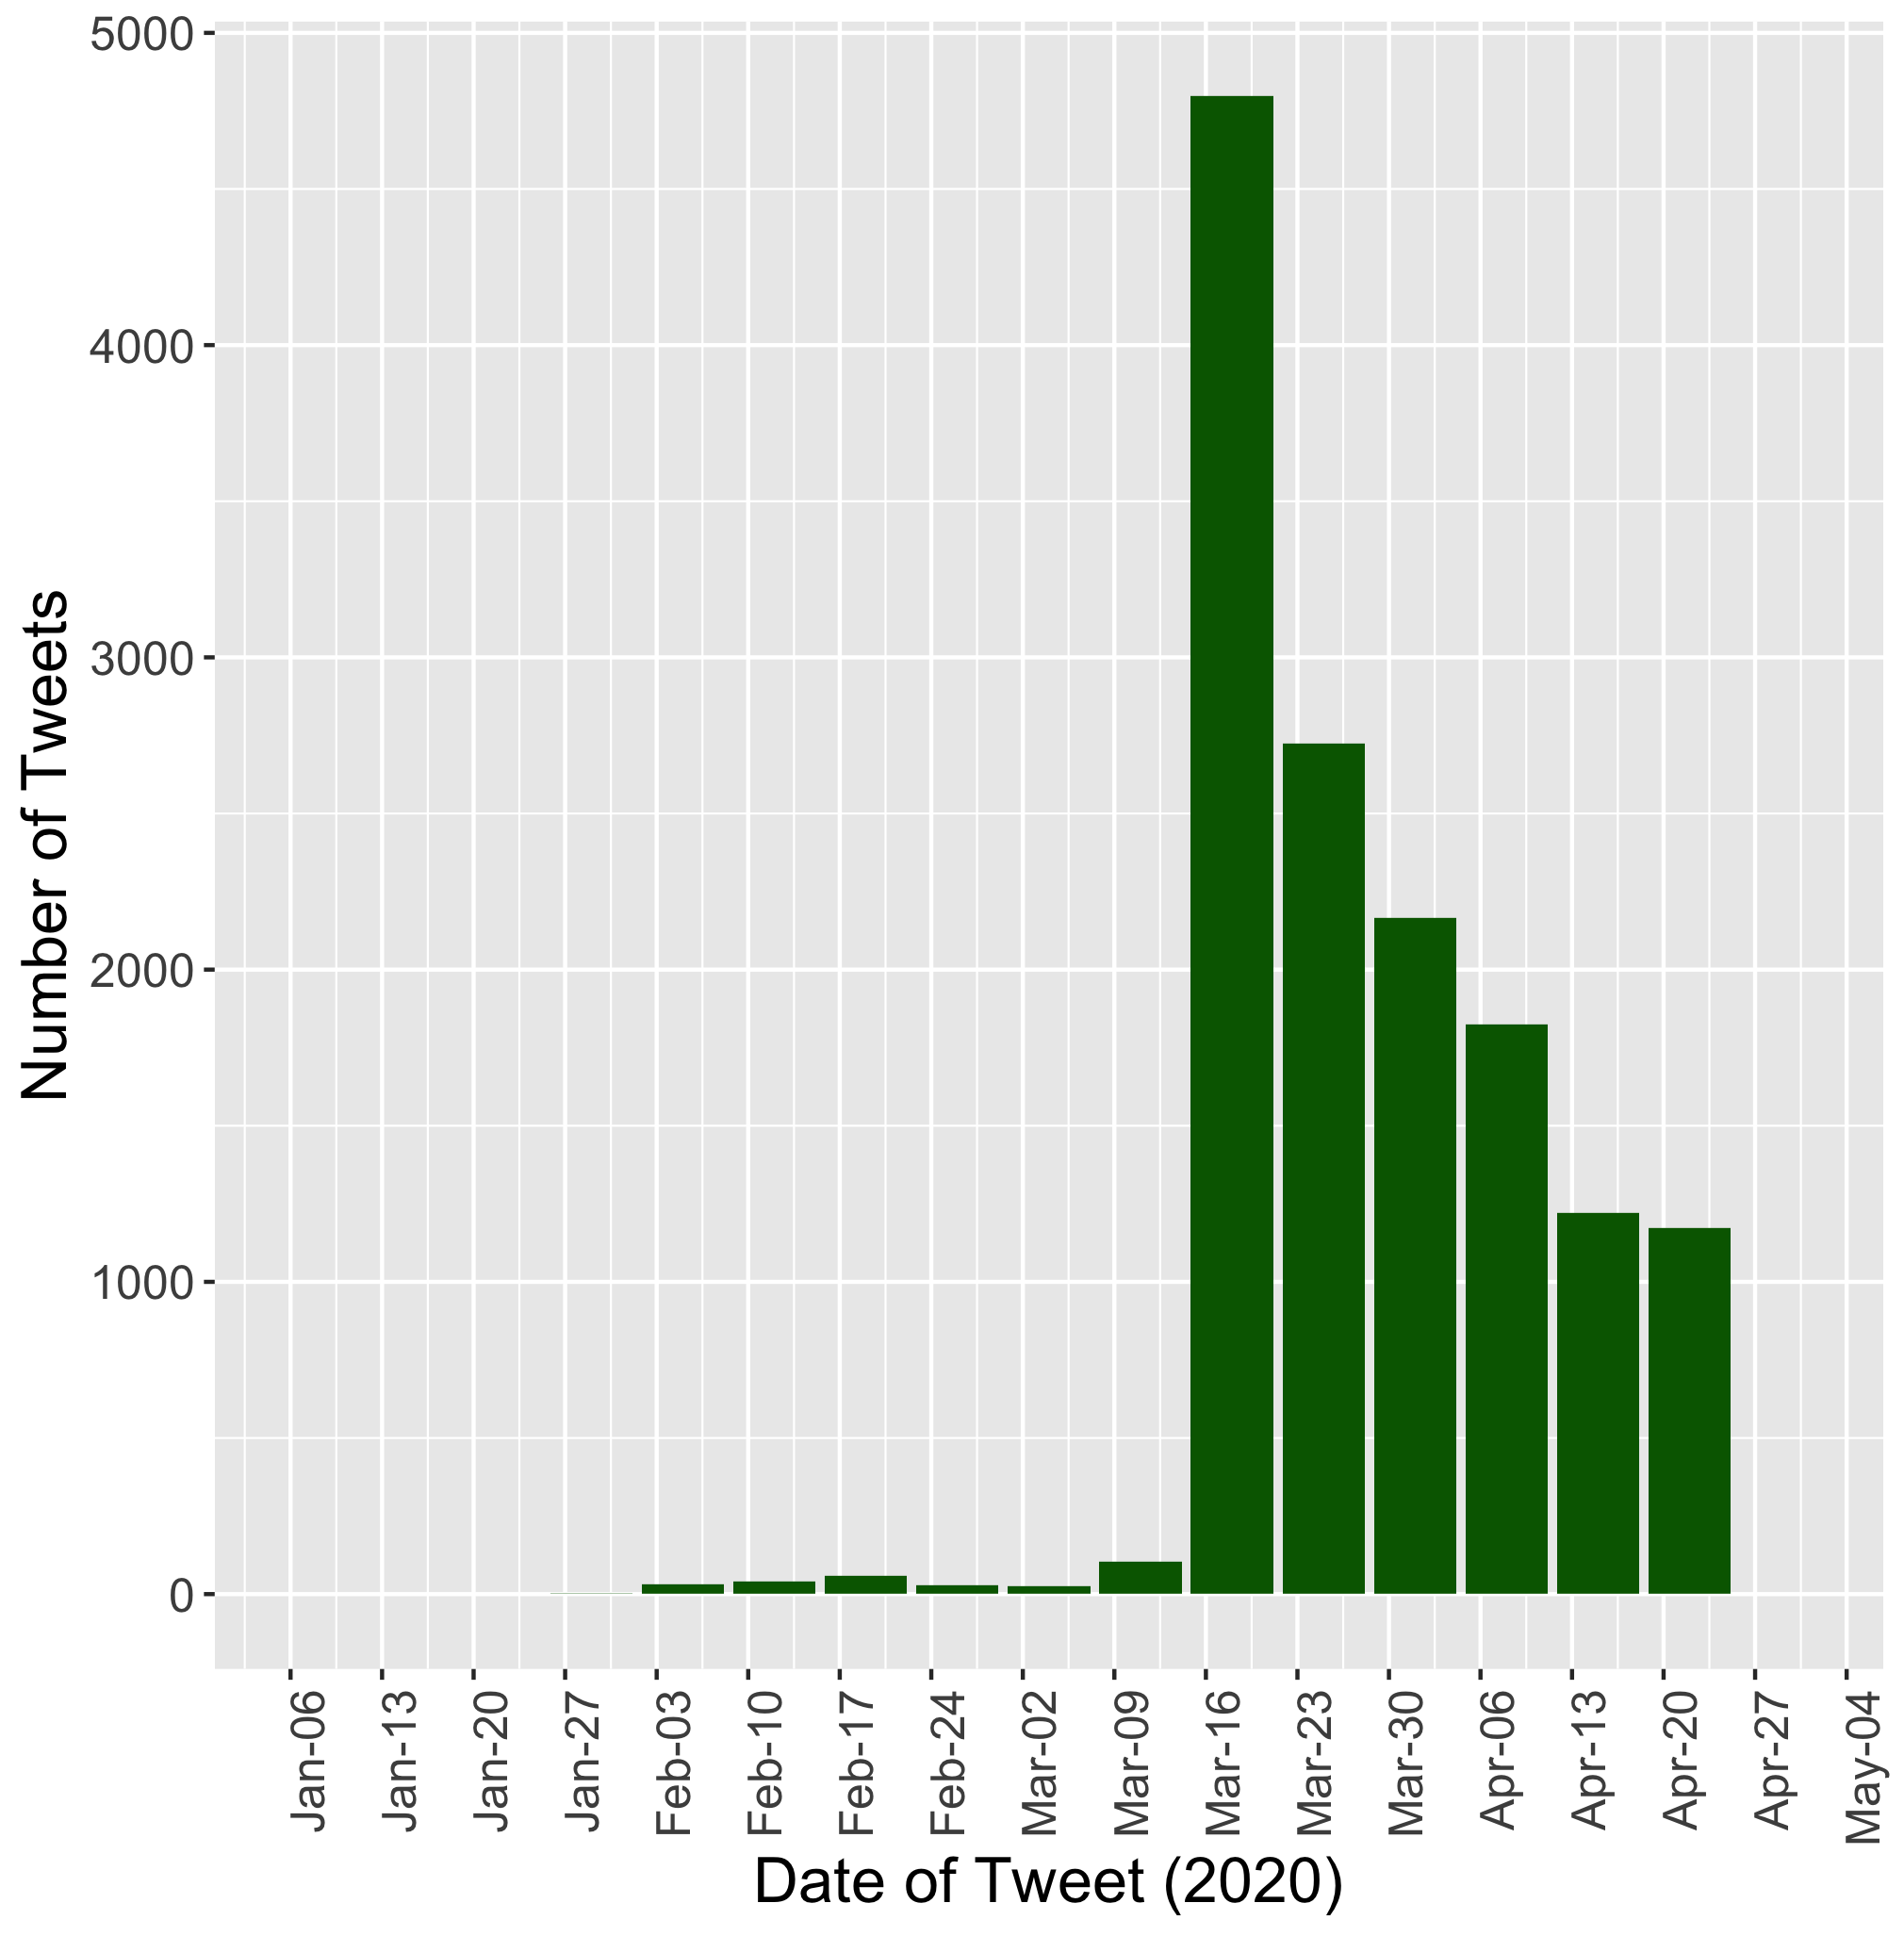 Number of Tweets
5000
4000
3000
2000
1000
0
Jan-06
Jan-13
Jan-20
Jan-27
Feb-03
Feb-10
Feb-17
Feb-24
Mar-02
Mar-09
Mar-16
Mar-23
Mar-30
Apr-06
Apr-13
Apr-20
Apr-27
May-04
Date of Tweet (2020)